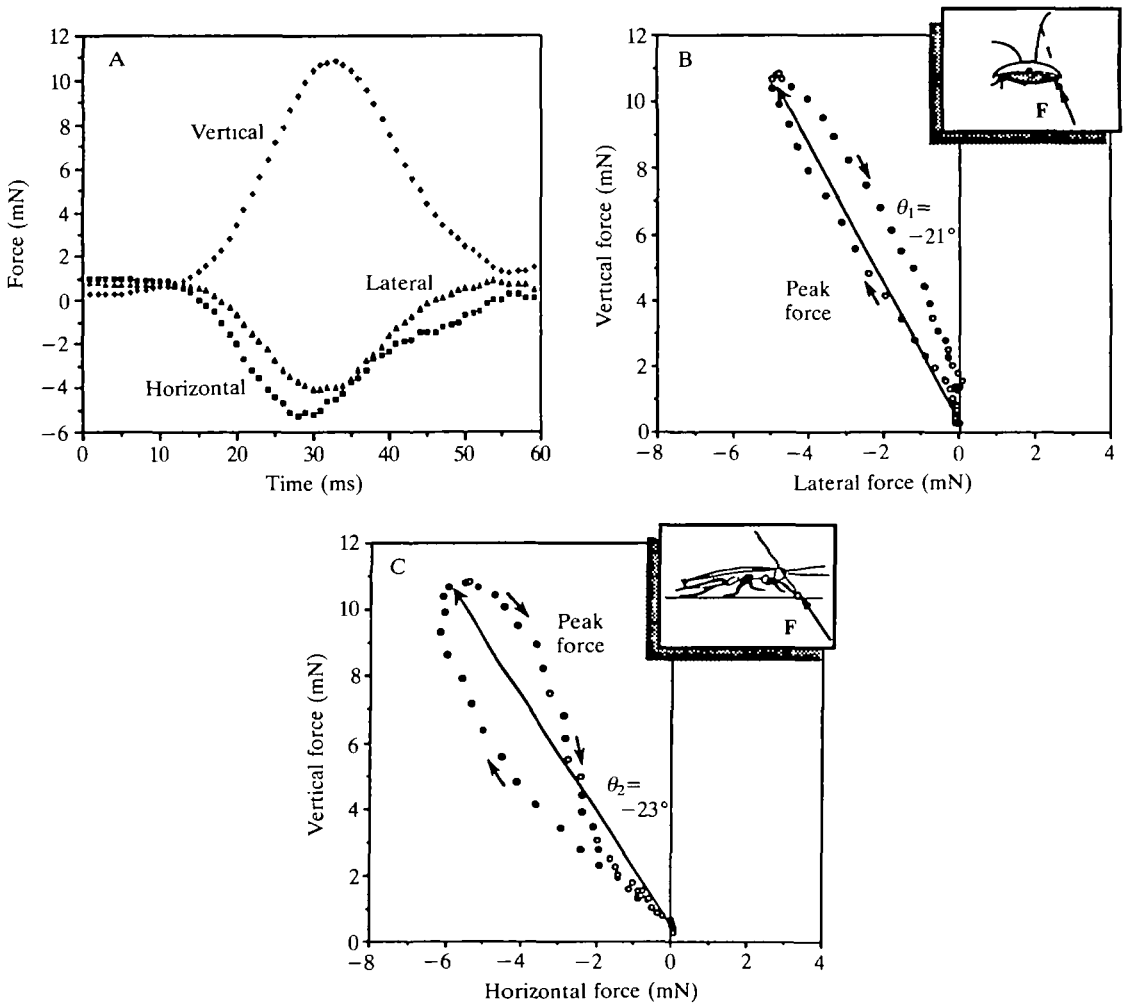 A
Force (mN)
12
10
8
6
4
2
0
−2
−4
−6
Vertical
Lateral
Horizontal
0
10
20
30
40
50
60
Time (ms)
B
F
Vertical force (mN)
12
10
8
6
4
2
0
θ1=
−21°
Peak
force
−8
−6
−4
−2
0
2
4
Lateral force (mN)
C
F
Vertical force (mN)
12
10
8
6
4
2
0
Peak
force
θ2=
−23°
−8
−6
−4
−2
0
2
4
Horizontal force (mN)